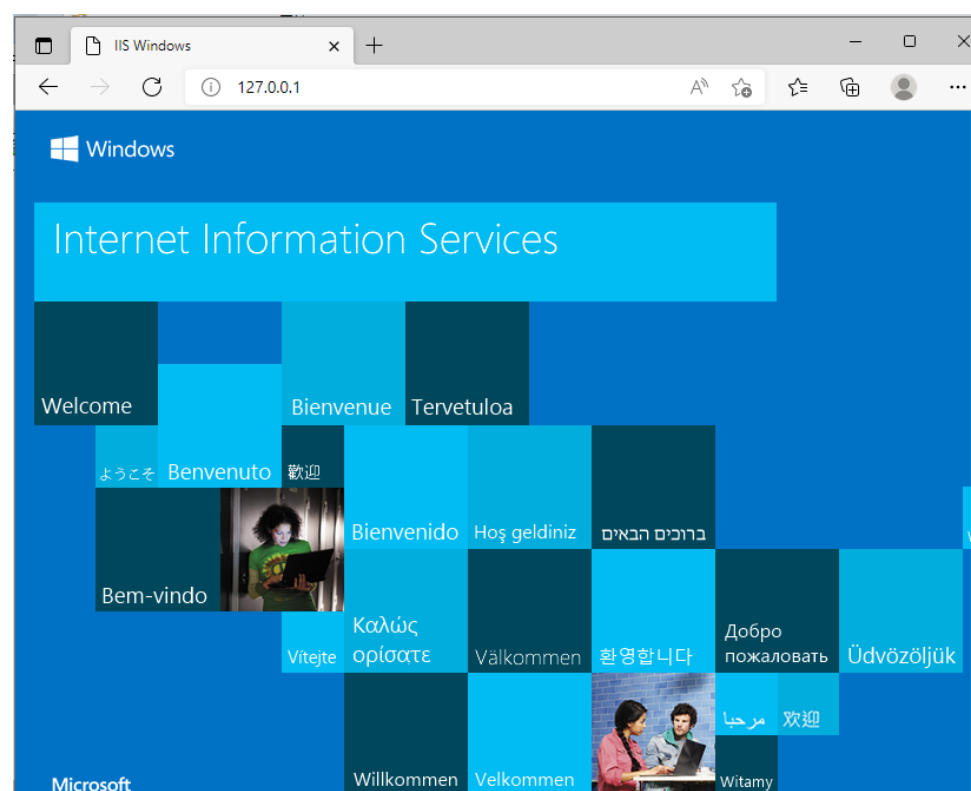 IIS Windows
127.0.0.1
Windows
Internet Information Services
Welcome
Bienvenue
Tervetuloa
ようこそ
Benvenuto
歡迎
Bienvenido
Hoş geldiniz
ברוכים הבאים
Bem-vindo
Vítejte
Καλώς
ορίσατε
Välkommen
환영합니다
Добро
пожаловать
Üdvözöljük
مرحبا
欢迎
Microsoft
Willkommen
Velkommen
Witamy